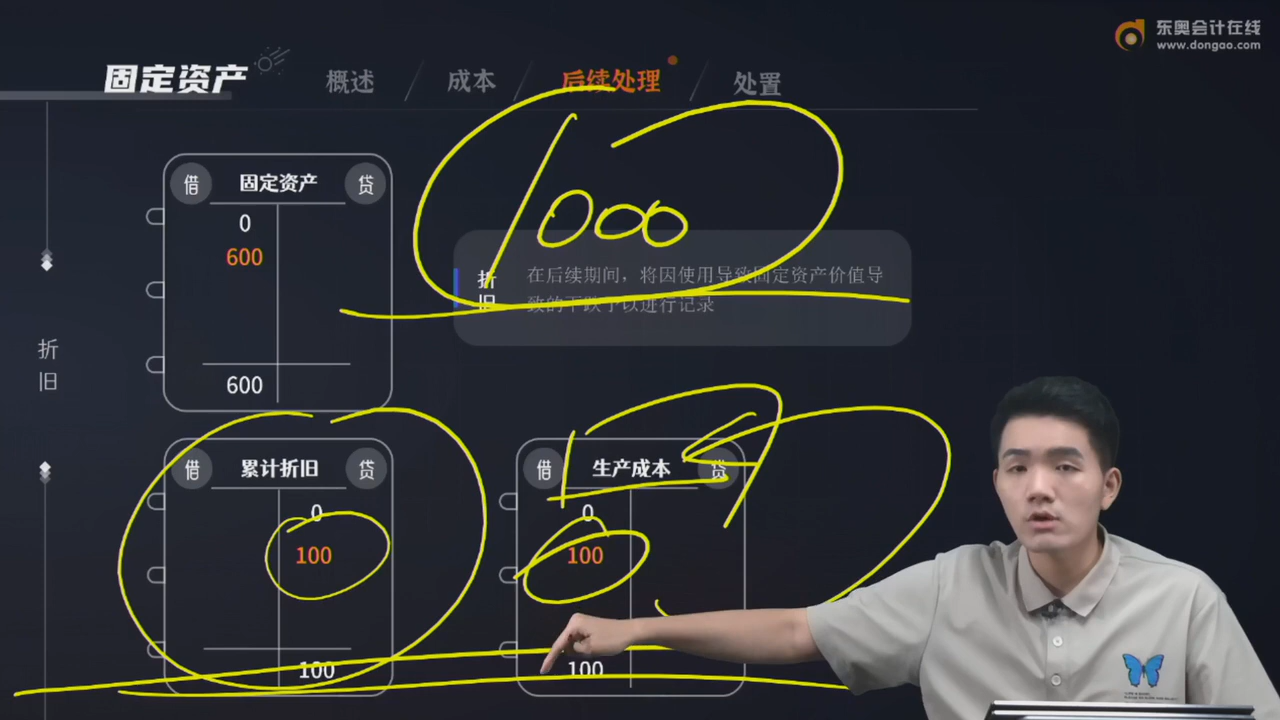 东奥会计在线
www.dongao.com
固定资产
概述
成本
后续处理
处置
借
固定资产
贷
0
600
600
1000
折旧
在后续期间，将因使用导致固定资产价值导
致的下跌予以进行记录
折旧
借
累计折旧
贷
0
100
100
借
生产成本
贷
0
100
100